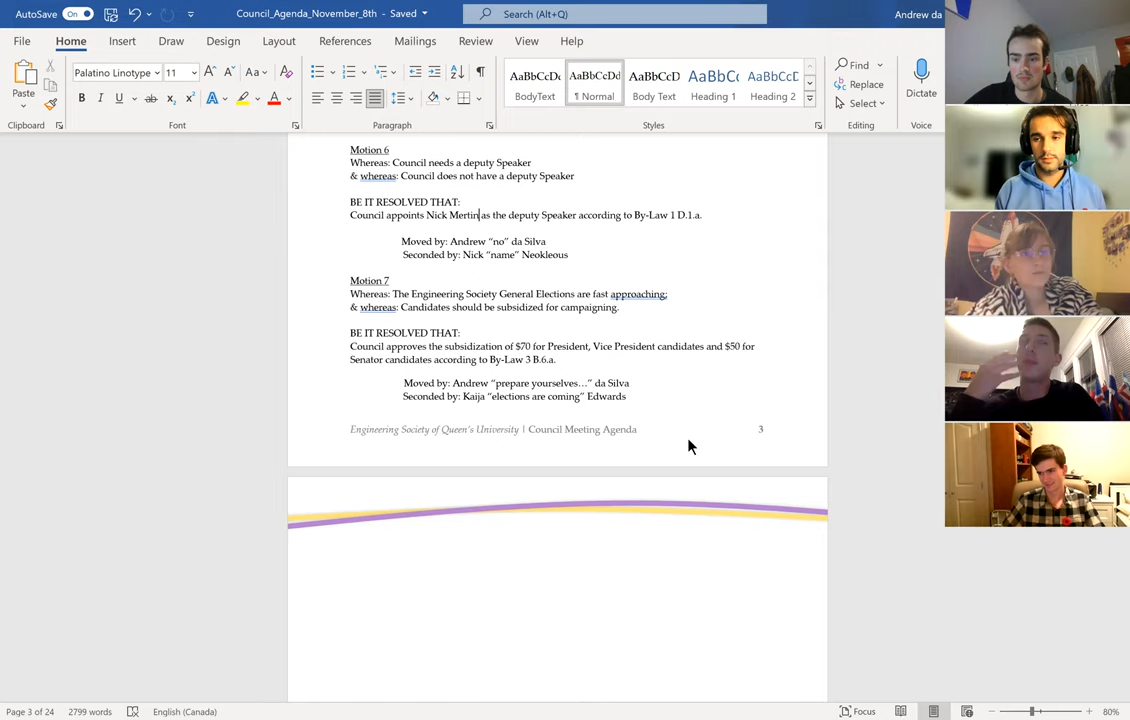 AutoSave On Council_Agenda_November_8th - Saved Search (Alt+Q) Andrew da
File Home Insert Draw Design Layout References Mailings Review View Help
Paste
Clipboard
Palatino Linotype 11
Font
Paragraph
AaBbCcDc AaBbCcDd AaBbCcD AaBbCc AaBbCcD
BodyText ¶ Normal Body Text Heading 1 Heading 2
Styles
Find
Replace
Select
Editing
Dictate
Voice
Motion 6
Whereas: Council needs a deputy Speaker
& whereas: Council does not have a deputy Speaker
BE IT RESOLVED THAT:
Council appoints Nick Mertin as the deputy Speaker according to By-Law 1 D.1.a.
Moved by: Andrew “no” da Silva
Seconded by: Nick “name” Neokleous
Motion 7
Whereas: The Engineering Society General Elections are fast approaching;
& whereas: Candidates should be subsidized for campaigning.
BE IT RESOLVED THAT:
Council approves the subsidization of $70 for President, Vice President candidates and $50 for
Senator candidates according to By-Law 3 B.6.a.
Moved by: Andrew “prepare yourselves…” da Silva
Seconded by: Kaija “elections are coming” Edwards
Engineering Society of Queen's University | Council Meeting Agenda 3
Page 3 of 24 2799 words English (Canada) Focus 80%